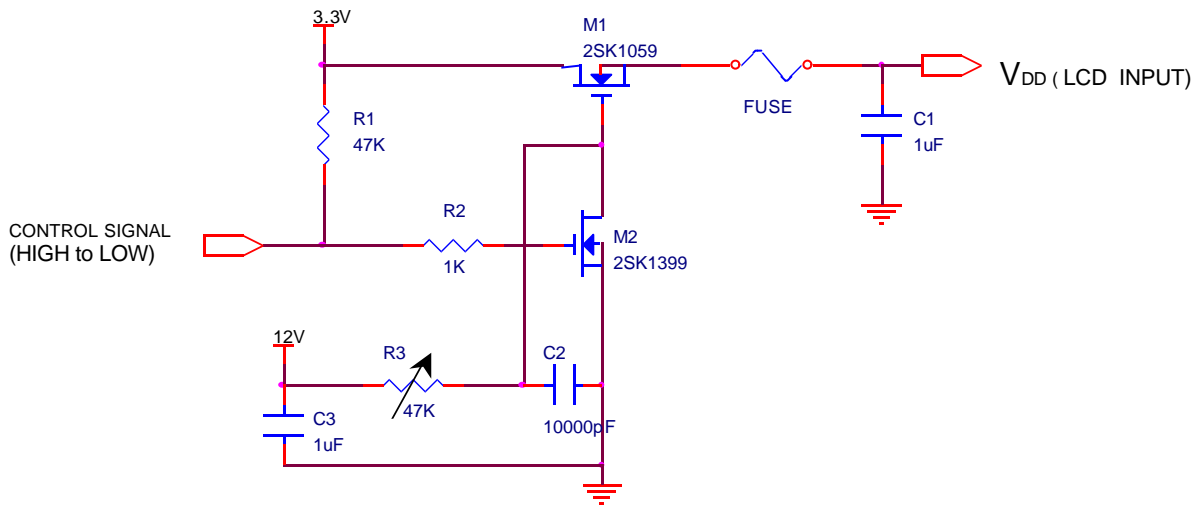 3.3V
M1
2SK1059
FUSE
VDD ( LCD INPUT)
R1
47K
C1
1uF
CONTROL SIGNAL
(HIGH to LOW)
R2
1K
M2
2SK1399
12V
R3
47K
C2
10000pF
C3
1uF